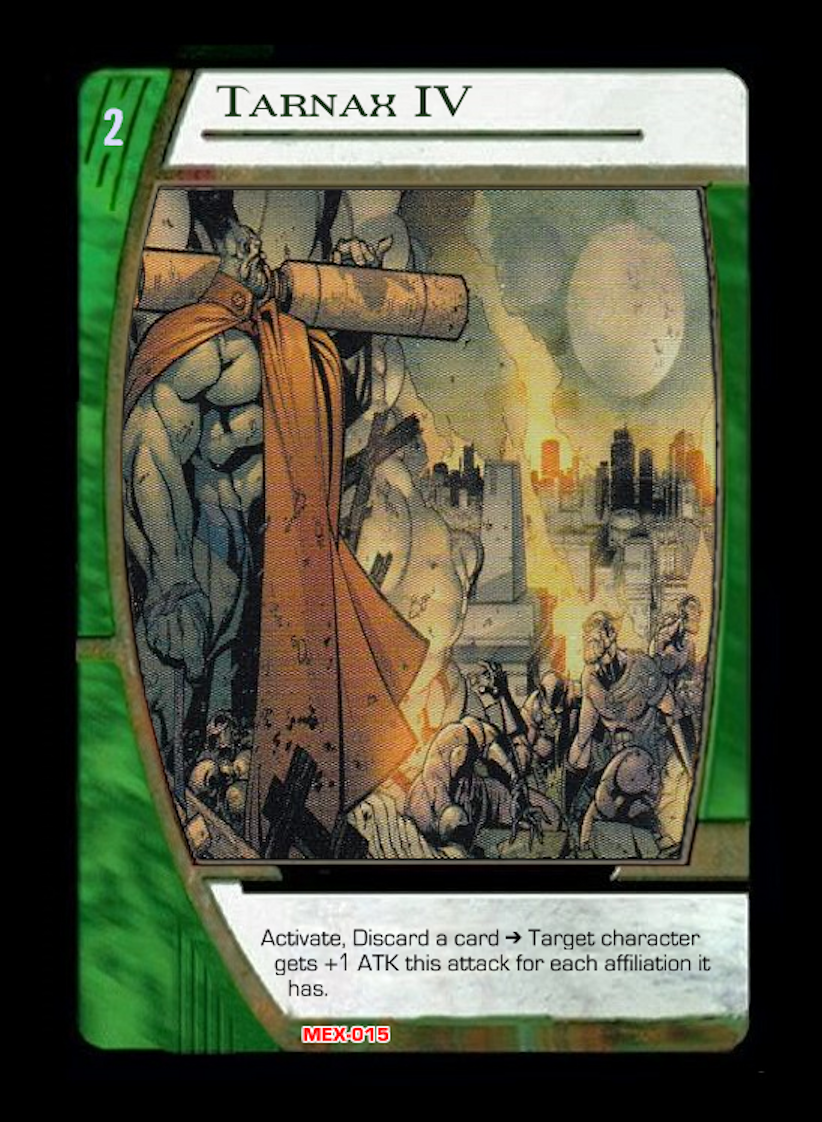 2
Tarnax IV
Activate, Discard a card → Target character
gets +1 ATK this attack for each affiliation it
has.
MEX-015